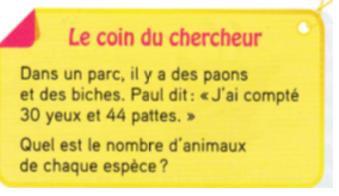 Le coin du chercheur
Dans un parc, il y a des paons
et des biches. Paul dit : « J'ai compté
30 yeux et 44 pattes. »
Quel est le nombre d'animaux
de chaque espèce ?